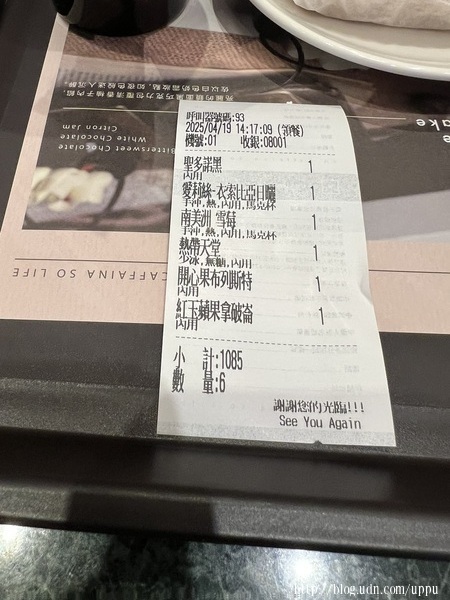 呼叫器號碼:93
2025/04/19 14:17:09 (領餐)
機號:01 收銀:08001
聖多諾黑 1
內用
愛莉絲-衣索比亞日曬 1
手沖,熱,內用,馬克杯
南美洲 雪莓 1
手沖,熱,內用,馬克杯
熱帶天堂 1
少冰,無糖,內用
開心果布列斯特 1
內用
紅玉蘋果拿破崙 1
內用
小 計:1085
數 量:6
謝謝您的光臨!!!
See You Again
Bittersweet Chocolate
White Chocolate
Citron Jam
CAFFAINA SO LIFE
ake
http://blog.udn.com/uppu